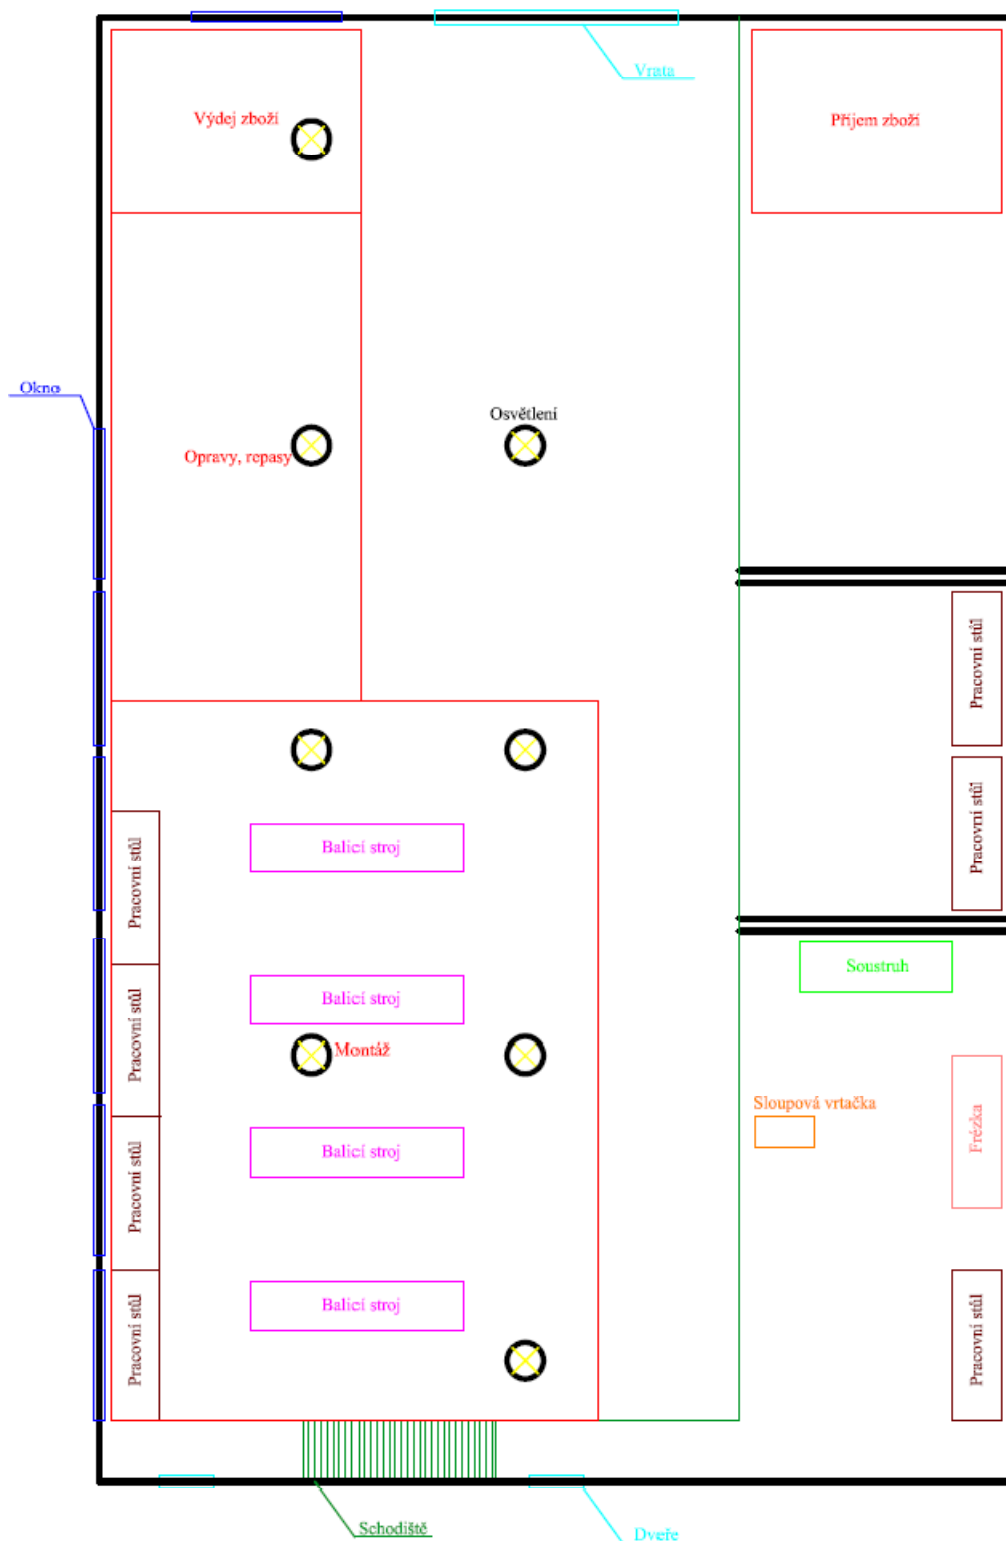 Vrata
Výdej zboží
Příjem zboží
Okno
Osvětlení
Opravy, repasy
Pracovní stůl
Pracovní stůl
Balicí stroj
Pracovní stůl
Soustruh
Balicí stroj
Pracovní stůl
Montáž
Sloupová vrtačka
Frézka
Balicí stroj
Pracovní stůl
Balicí stroj
Pracovní stůl
Pracovní stůl
Schodiště
Dveře